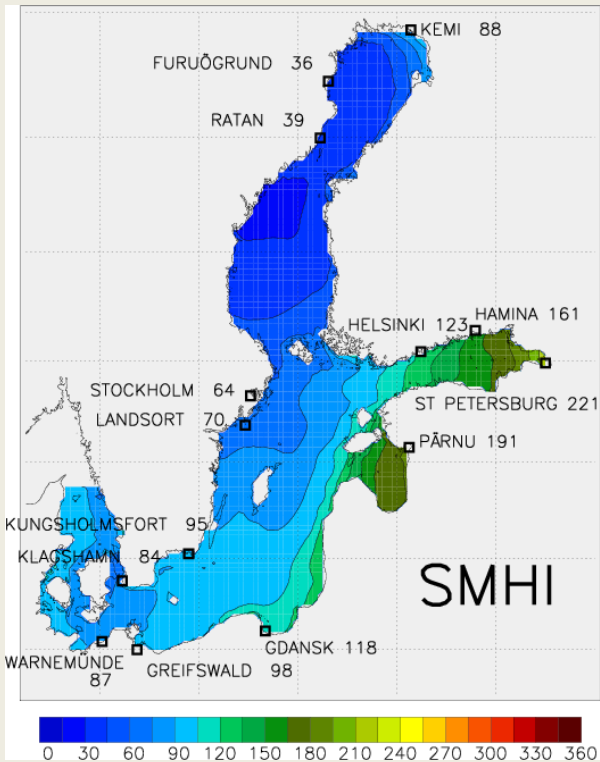 KEMI 88
FURUÖGRUND 36
RATAN 39
HAMINA 161
HELSINKI 123
STOCKHOLM 64
ST PETERSBURG 221
LANDSORT 70
PÄRNU 191
KUNGSHOLMSFORT 95
KLAGSHAMN 84
SMHI
GDANSK 118
WARNEMÜNDE
87
GREIFSWALD 98
0 30 60 90 120 150 180 210 240 270 300 330 360